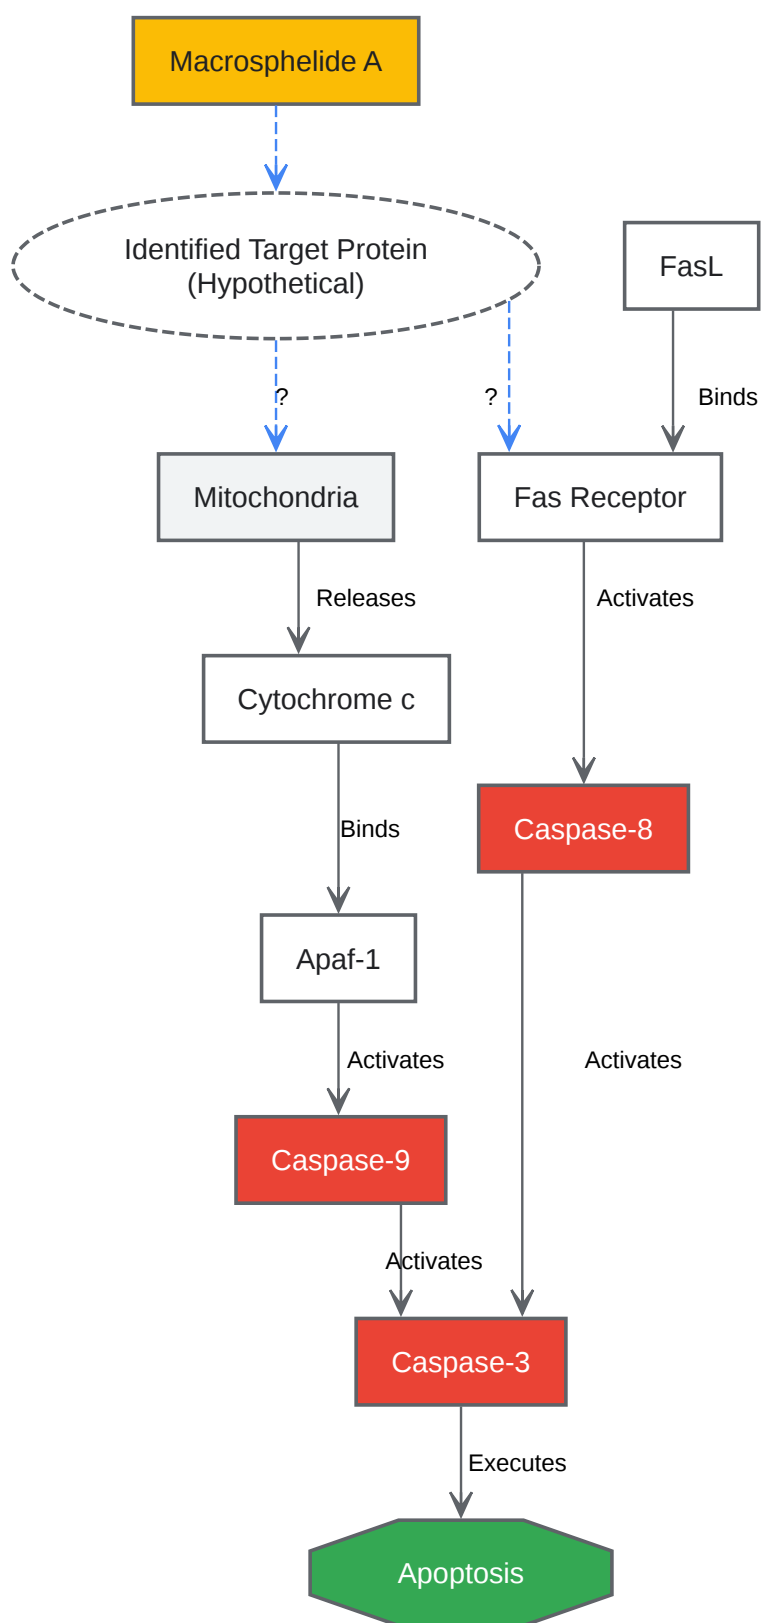 Macrosphelide A
Identified Target Protein
(Hypothetical)
FasL
?
?
Binds
Mitochondria
Fas Receptor
Releases
Activates
Cytochrome c
Binds
Caspase-8
Apaf-1
Activates
Activates
Caspase-9
Activates
Caspase-3
Executes
Apoptosis